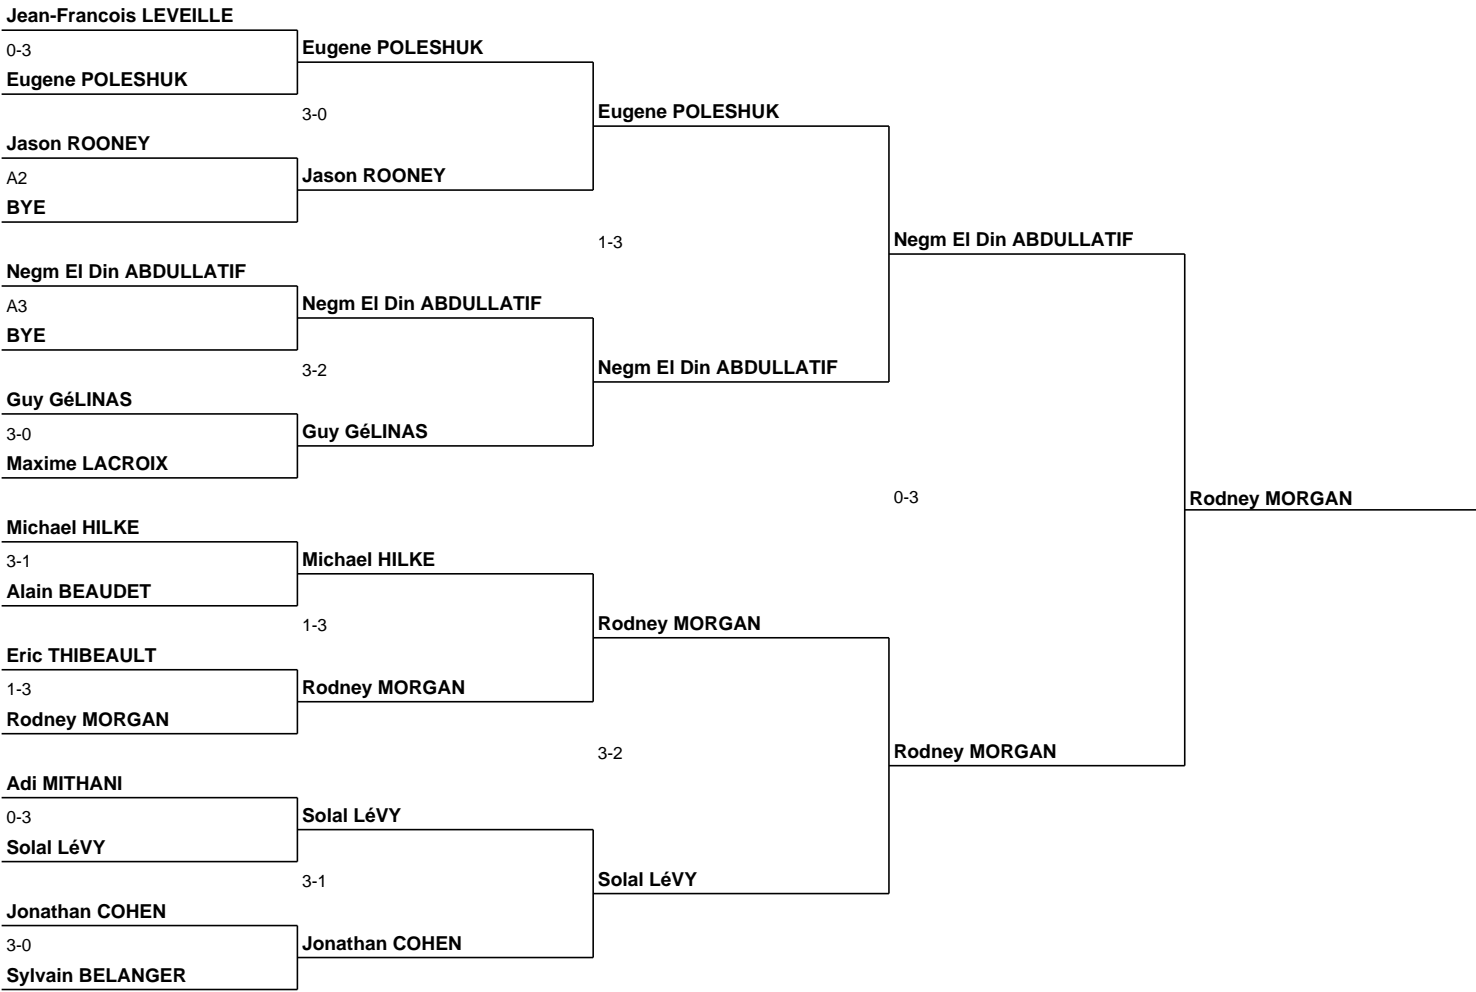 Jean-Francois LEVEILLE
0-3
Eugene POLESHUK
Jason ROONEY
A2
BYE
Negm El Din ABDULLATIF
A3
BYE
Guy GéLINAS
3-0
Maxime LACROIX
Michael HILKE
3-1
Alain BEAUDET
Eric THIBEAULT
1-3
Rodney MORGAN
Adi MITHANI
0-3
Solal LéVY
Jonathan COHEN
3-0
Sylvain BELANGER
Eugene POLESHUK
3-0
Jason ROONEY
Negm El Din ABDULLATIF
3-2
Guy GéLINAS
Michael HILKE
1-3
Rodney MORGAN
Solal LéVY
3-1
Jonathan COHEN
Eugene POLESHUK
1-3
Negm El Din ABDULLATIF
Rodney MORGAN
3-2
Solal LéVY
Negm El Din ABDULLATIF
0-3
Rodney MORGAN
Rodney MORGAN